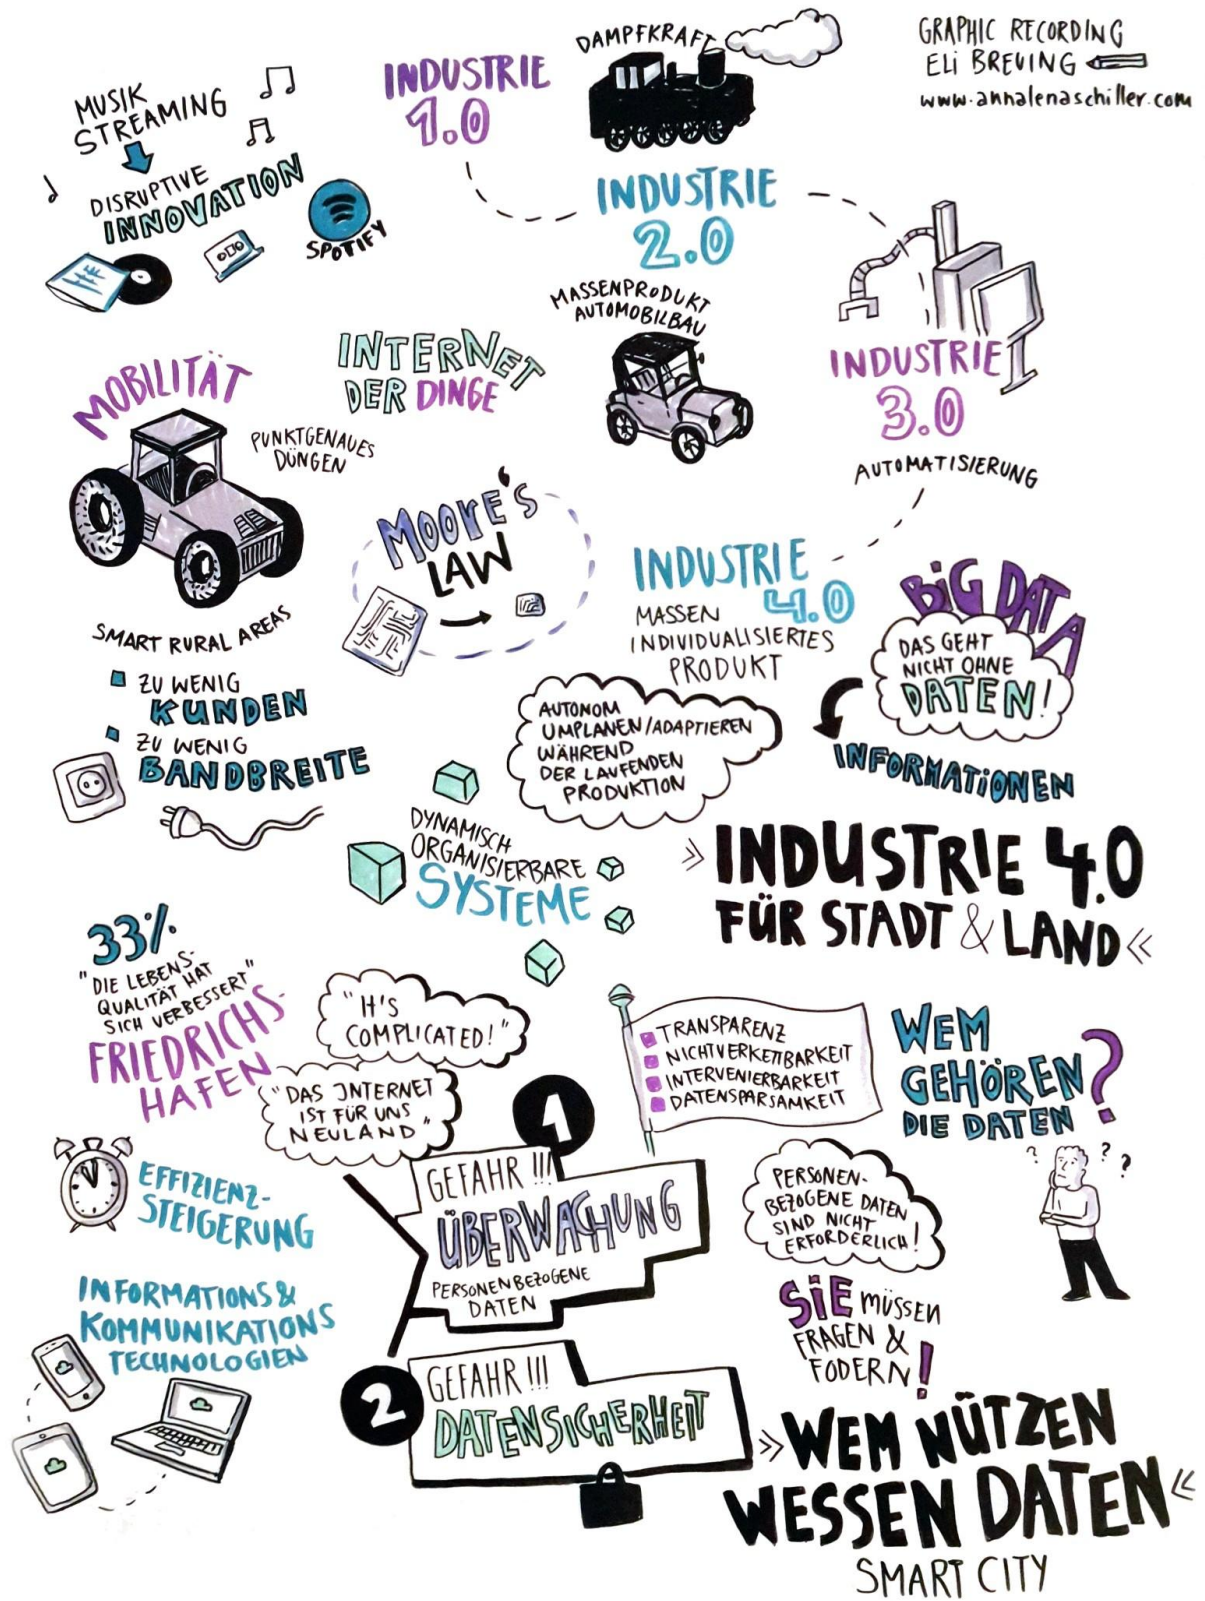 GRAPHIC RECORDING
ELI BREUING
www.annalenaschiller.com
DAMPFKRAFT
INDUSTRIE
1.0
MUSIK
STREAMING
DISRUPTIVE
INNOVATION
SPOTIFY
INDUSTRIE
2.0
MASSENPRODUKT
AUTOMOBILBAU
INDUSTRIE
3.0
AUTOMATISIERUNG
INTERNET
DER DINGE
MOBILITÄT
PUNKTGENAUES
DÜNGEN
SMART RURAL AREAS
ZU WENIG
KUNDEN
ZU WENIG
BANDBREITE
MOORE'S
LAW
INDUSTRIE
4.0
MASSEN
INDIVIDUALISIERTES
PRODUKT
AUTONOM
UMPLANEN/ADAPTIEREN
WÄHREND
DER LAUFENDEN
PRODUKTION
BIG DATA
DAS GEHT
NICHT OHNE
DATEN!
INFORMATIONEN
DYNAMISCH
ORGANISIERBARE
SYSTEME
» INDUSTRIE 4.0
FÜR STADT & LAND «
33%
"DIE LEBENS-
QUALITÄT HAT
SICH VERBESSERT"
FRIEDRICHS-
HAFEN
"IT'S
COMPLICATED!"
"DAS INTERNET
IST FÜR UNS
NEULAND"
TRANSPARENZ
NICHTVERKETTBARKEIT
INTERVENIERBARKEIT
DATENSPARSAMKEIT
WEM
GEHÖREN
DIE DATEN?
? ? ?
EFFIZIENZ-
STEIGERUNG
INFORMATIONS &
KOMMUNIKATIONS
TECHNOLOGIEN
1
GEFAHR!!!
ÜBERWACHUNG
PERSONENBEZOGENE
DATEN
2
GEFAHR!!!
DATENSICHERHEIT
PERSONEN-
BEZOGENE DATEN
SIND NICHT
ERFORDERLICH!
SIE MÜSSEN
FRAGEN &
FODERN!
» WEM NÜTZEN
WESSEN DATEN «
SMART CITY